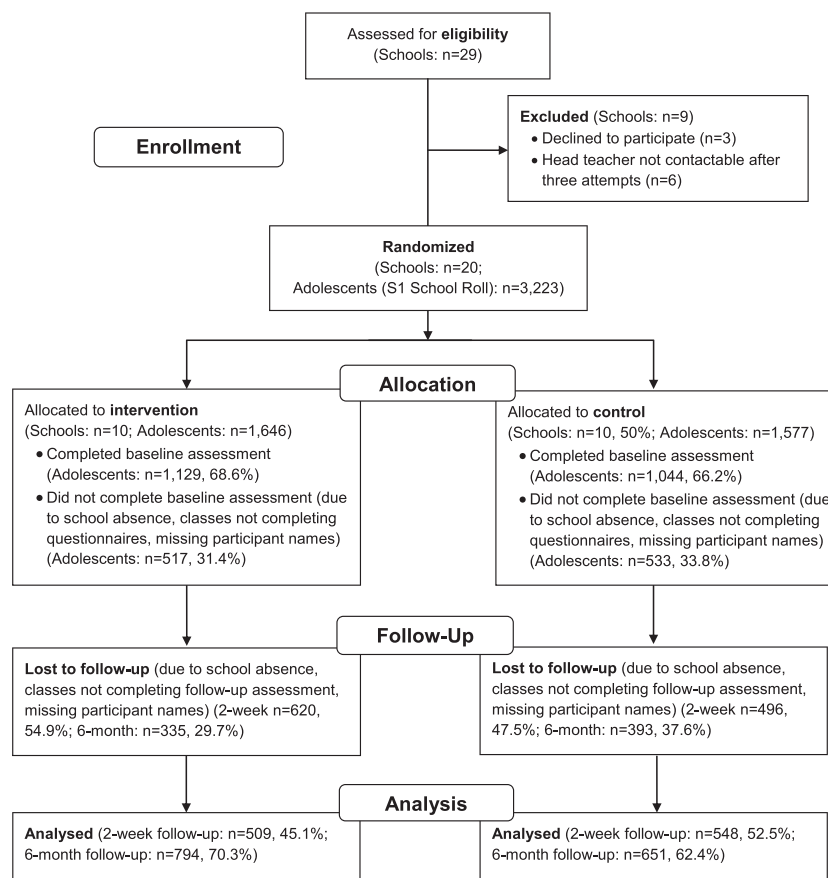 Assessed for eligibility
(Schools: n=29)
Excluded (Schools: n=9)
• Declined to participate (n=3)
• Head teacher not contactable after
three attempts (n=6)
Enrollment
Randomized
(Schools: n=20;
Adolescents (S1 School Roll): n=3,223)
Allocation
Allocated to intervention
(Schools: n=10; Adolescents: n=1,646)
• Completed baseline assessment
(Adolescents: n=1,129, 68.6%)
• Did not complete baseline assessment (due
to school absence, classes not completing
questionnaires, missing participant names)
(Adolescents: n=517, 31.4%)
Allocated to control
(Schools: n=10, 50%; Adolescents: n=1,577)
• Completed baseline assessment
(Adolescents: n=1,044, 66.2%)
• Did not complete baseline assessment (due
to school absence, classes not completing
questionnaires, missing participant names)
(Adolescents: n=533, 33.8%)
Follow-Up
Lost to follow-up (due to school absence,
classes not completing follow-up assessment,
missing participant names) (2-week n=620,
54.9%; 6-month: n=335, 29.7%)
Lost to follow-up (due to school absence,
classes not completing follow-up assessment,
missing participant names) (2-week n=496,
47.5%; 6-month: n=393, 37.6%)
Analysis
Analysed (2-week follow-up: n=509, 45.1%;
6-month follow-up: n=794, 70.3%)
Analysed (2-week follow-up: n=548, 52.5%;
6-month follow-up: n=651, 62.4%)